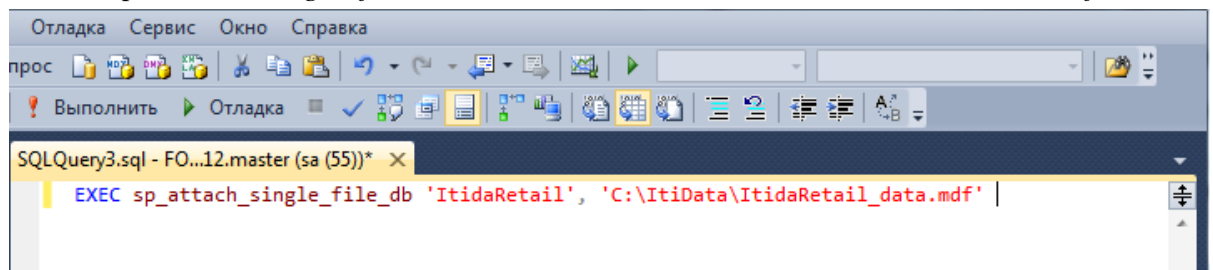 Отладка Сервис Окно Справка
прос
Выполнить Отладка
SQLQuery3.sql - FO...12.master (sa (55))*
EXEC sp_attach_single_file_db 'ItidaRetail', 'C:\ItiData\ItidaRetail_data.mdf'